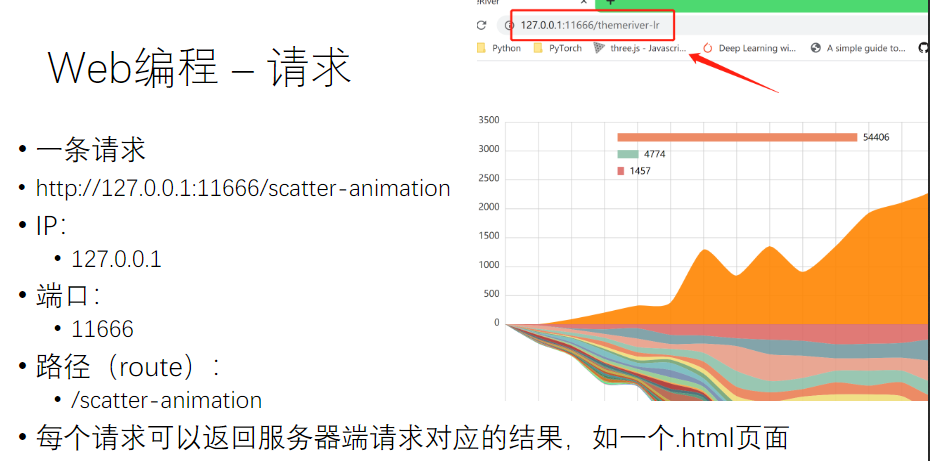 Web编程 – 请求
• 一条请求
• http://127.0.0.1:11666/scatter-animation
• IP：
• 127.0.0.1
• 端口：
• 11666
• 路径（route）：
• /scatter-animation
• 每个请求可以返回服务器端请求对应的结果，如一个.html页面
127.0.0.1:11666/themeriver-lr
Python
PyTorch
three.js - Javascri...
Deep Learning wi...
A simple guide to...
3500
3000
2500
2000
1500
1000
500
0
54406
4774
1457